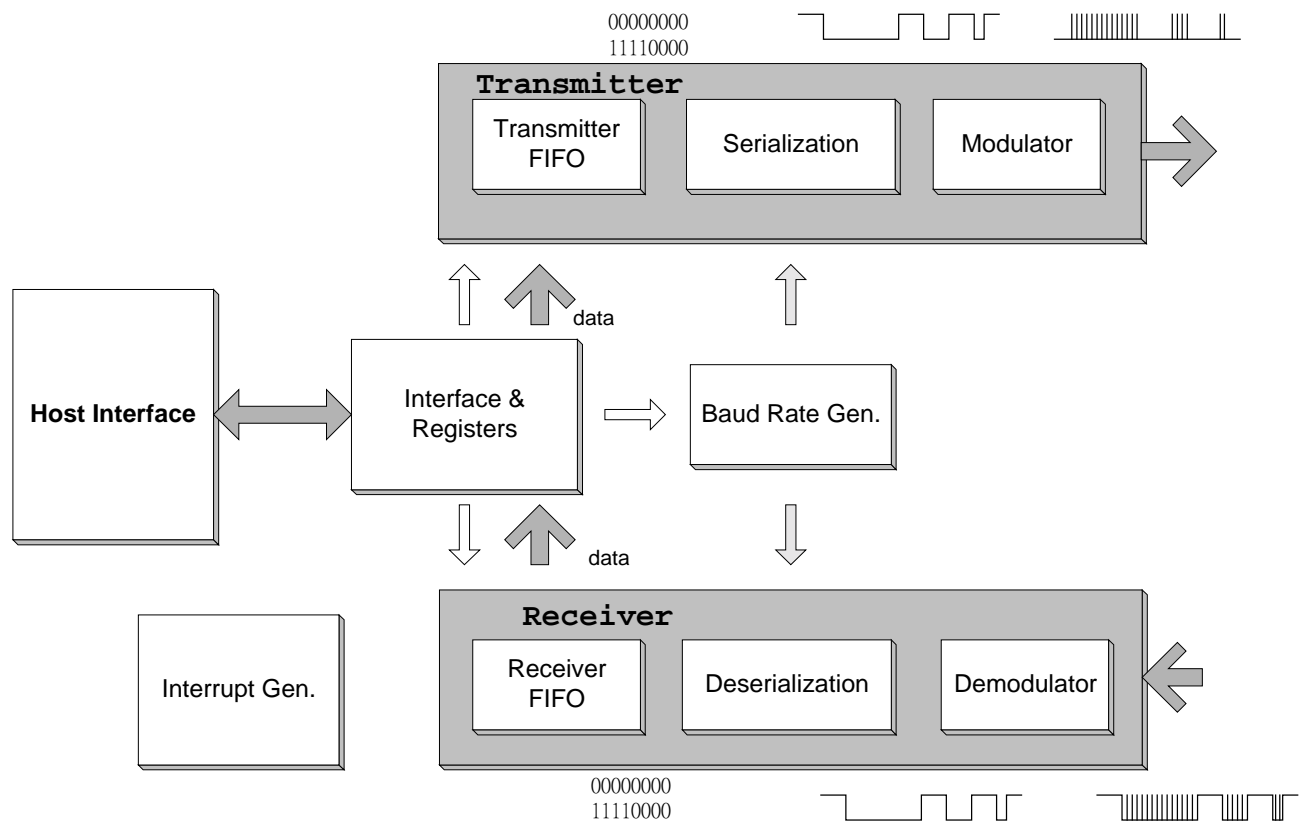 00000000
11110000
Transmitter
Transmitter
FIFO
Serialization
Modulator
data
Host Interface
Interface &
Registers
Baud Rate Gen.
data
Receiver
Interrupt Gen.
Receiver
FIFO
Deserialization
Demodulator
00000000
11110000